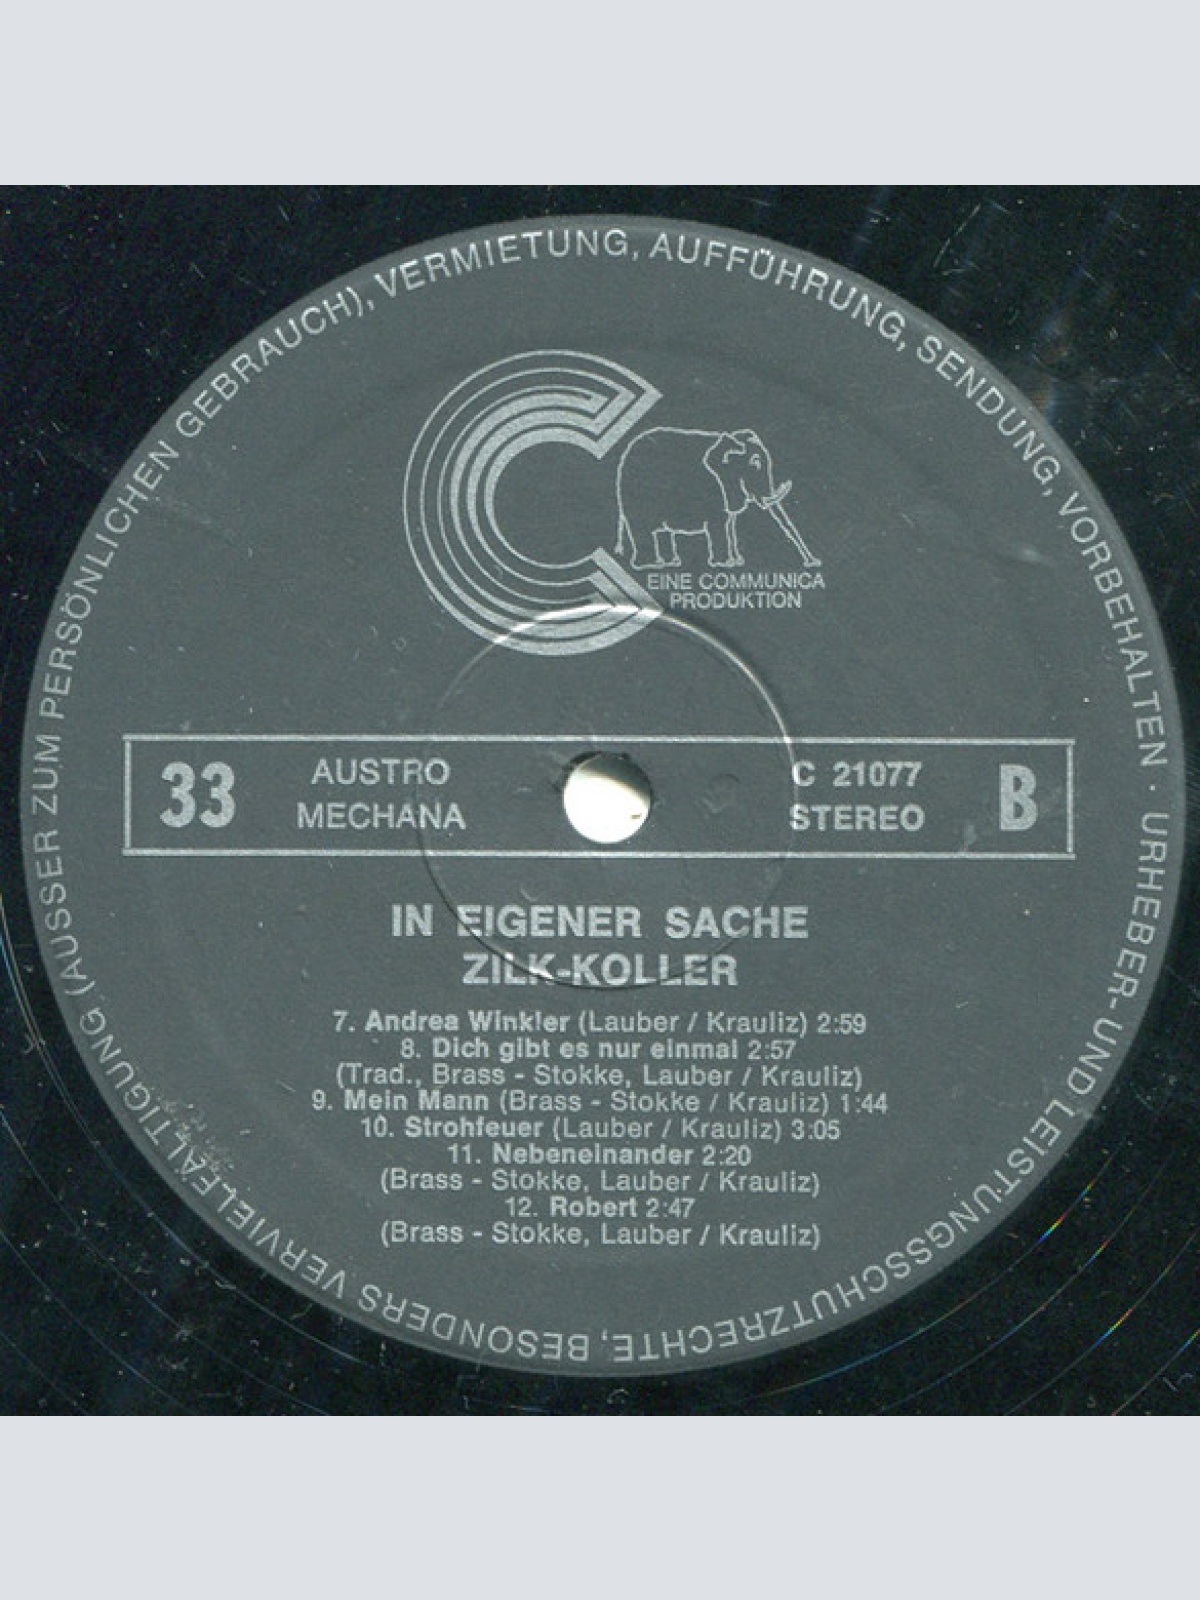 URHEBER- UND LEISTUNGSSCHUTZRECHTE, BESONDERS VERVIELFÄLTIGUNG (AUSSER ZUM PERSÖNLICHEN GEBRAUCH), VERMIETUNG, AUFFÜHRUNG, SENDUNG, VORBEHALTEN ·
EINE COMMUNICA
PRODUKTION
33
AUSTRO
MECHANA
C 21077
STEREO
B
IN EIGENER SACHE
ZILK-KOLLER
7. Andrea Winkler (Lauber / Krauliz) 2:59
8. Dich gibt es nur einmal 2:57
(Trad., Brass - Stokke, Lauber / Krauliz)
9. Mein Mann (Brass - Stokke / Krauliz) 1:44
10. Strohfeuer (Lauber / Krauliz) 3:05
11. Nebeneinander 2:20
(Brass - Stokke, Lauber / Krauliz)
12. Robert 2:47
(Brass - Stokke, Lauber / Krauliz)